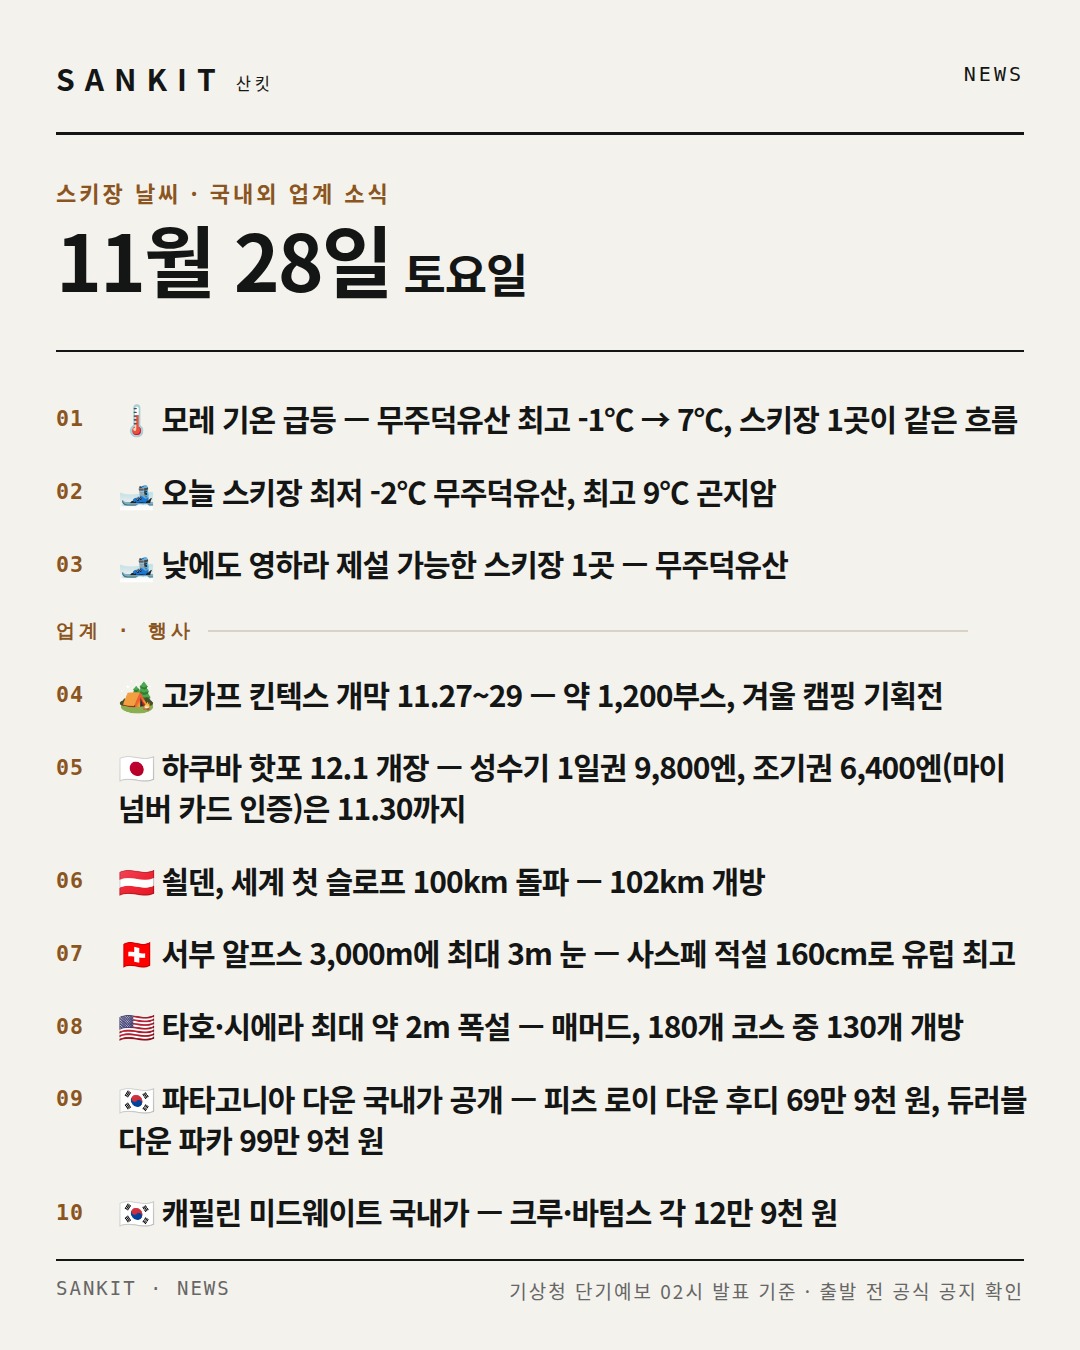 SANKIT 산킷
NEWS
스키장 날씨 · 국내외 업계 소식
11월 28일 토요일
01 🌡️ 모레 기온 급등 — 무주덕유산 최고 -1℃ → 7℃, 스키장 1곳이 같은 흐름
02 🎿 오늘 스키장 최저 -2℃ 무주덕유산, 최고 9℃ 곤지암
03 🎿 낮에도 영하라 제설 가능한 스키장 1곳 — 무주덕유산
업계 · 행사
04 🏕️ 고카프 킨텍스 개막 11.27~29 — 약 1,200부스, 겨울 캠핑 기획전
05 🇯🇵 하쿠바 핫포 12.1 개장 — 성수기 1일권 9,800엔, 조기권 6,400엔(마이
넘버 카드 인증)은 11.30까지
06 🇦🇹 쇨덴, 세계 첫 슬로프 100km 돌파 — 102km 개방
07 🇨🇭 서부 알프스 3,000m에 최대 3m 눈 — 사스페 적설 160cm로 유럽 최고
08 🇺🇸 타호·시에라 최대 약 2m 폭설 — 매머드, 180개 코스 중 130개 개방
09 🇰🇷 파타고니아 다운 국내가 공개 — 피츠 로이 다운 후디 69만 9천 원, 듀러블
다운 파카 99만 9천 원
10 🇰🇷 캐필린 미드웨이트 국내가 — 크루·바텀스 각 12만 9천 원
SANKIT · NEWS
기상청 단기예보 02시 발표 기준 · 출발 전 공식 공지 확인